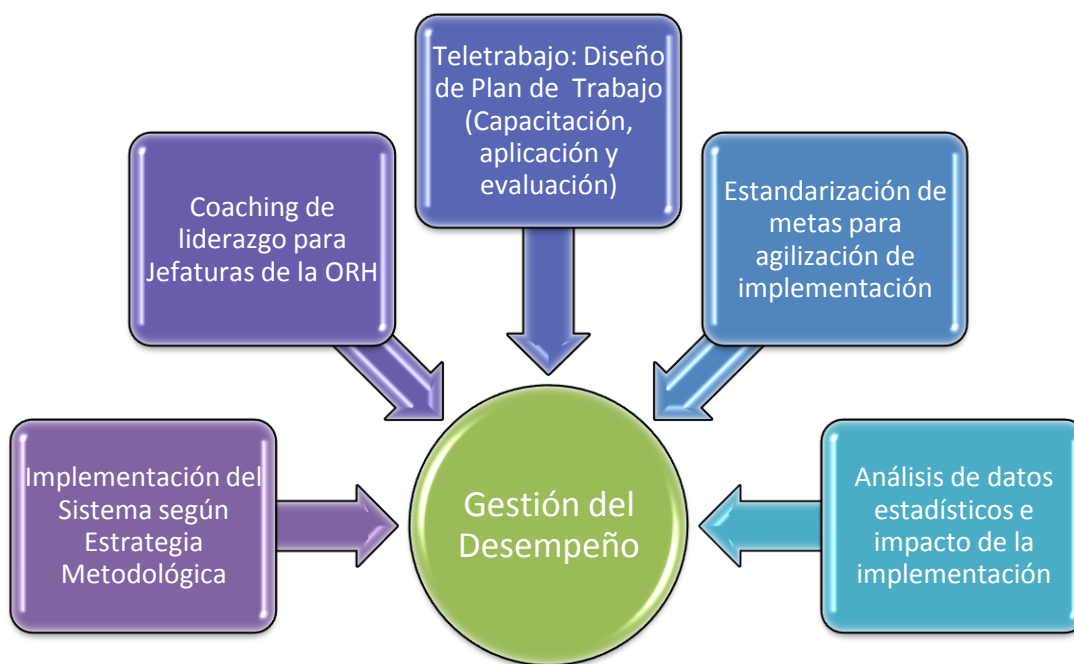 Teletrabajo: Diseño
de Plan de Trabajo
(Capacitación,
aplicación y
evaluación)
Coaching de
liderazgo para
Jefaturas de la ORH
Estandarización de
metas para
agilización de
implementación
Implementación del
Sistema según
Estrategia
Metodológica
Gestión del
Desempeño
Análisis de datos
estadísticos e
impacto de la
implementación